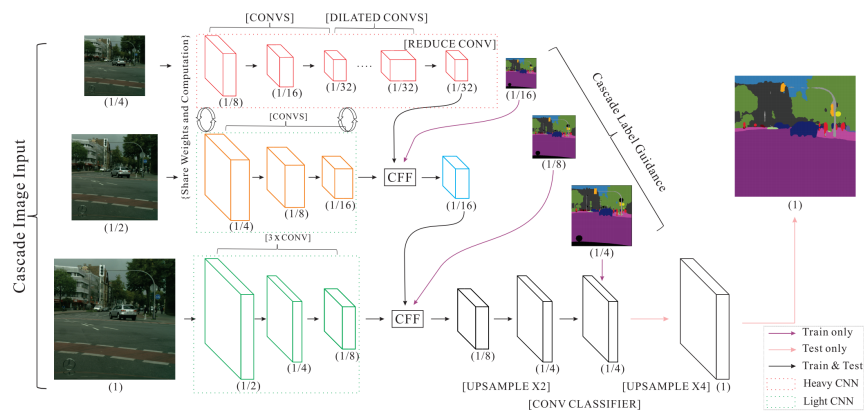 Cascade Image Input
(1/4)
{Share Weights and Computation}
[CONVS]
[DILATED CONVS]
[REDUCE CONV]
(1/8)
(1/16)
(1/32)
(1/32)
(1/32)
(1/16)
Cascade Label Guidance
(1/2)
[CONVS]
(1/4)
(1/8)
(1/16)
CFF
(1/16)
(1/8)
(1)
[3 X CONV]
(1/2)
(1/4)
(1/8)
CFF
(1/8)
(1/4)
(1/4)
(1/4)
(1)
(1)
[UPSAMPLE X2]
[CONV CLASSIFIER]
[UPSAMPLE X4]
Train only
Test only
Train & Test
Heavy CNN
Light CNN